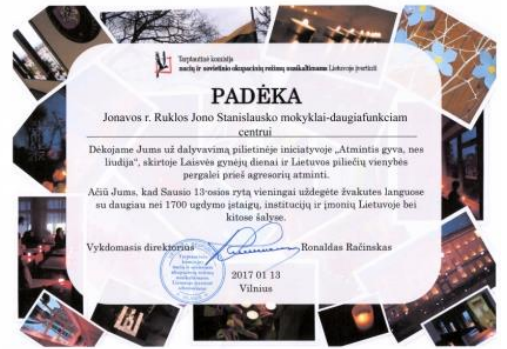 Tarptautinė komisija
nacių ir sovietinio okupacinių režimų nusikaltimams Lietuvoje įvertinti
PADĖKA
Jonavos r. Ruklos Jono Stanislausko mokyklai-daugiafunkciam
centrui
Dėkojame Jums už dalyvavimą pilietinėje iniciatyvoje „Atmintis gyva, nes
liudija“, skirtoje Laisvės gynėjų dienai ir Lietuvos piliečių vienybės
pergalei prieš agresorių atminti.
Ačiū Jums, kad Sausio 13-osios rytą vieningai uždegėte žvakutes languose
su daugiau nei 1700 ugdymo įstaigų, institucijų ir įmonių Lietuvoje bei
kitose šalyse.
Vykdomasis direktorius Ronaldas Račinskas
2017 01 13
Vilnius